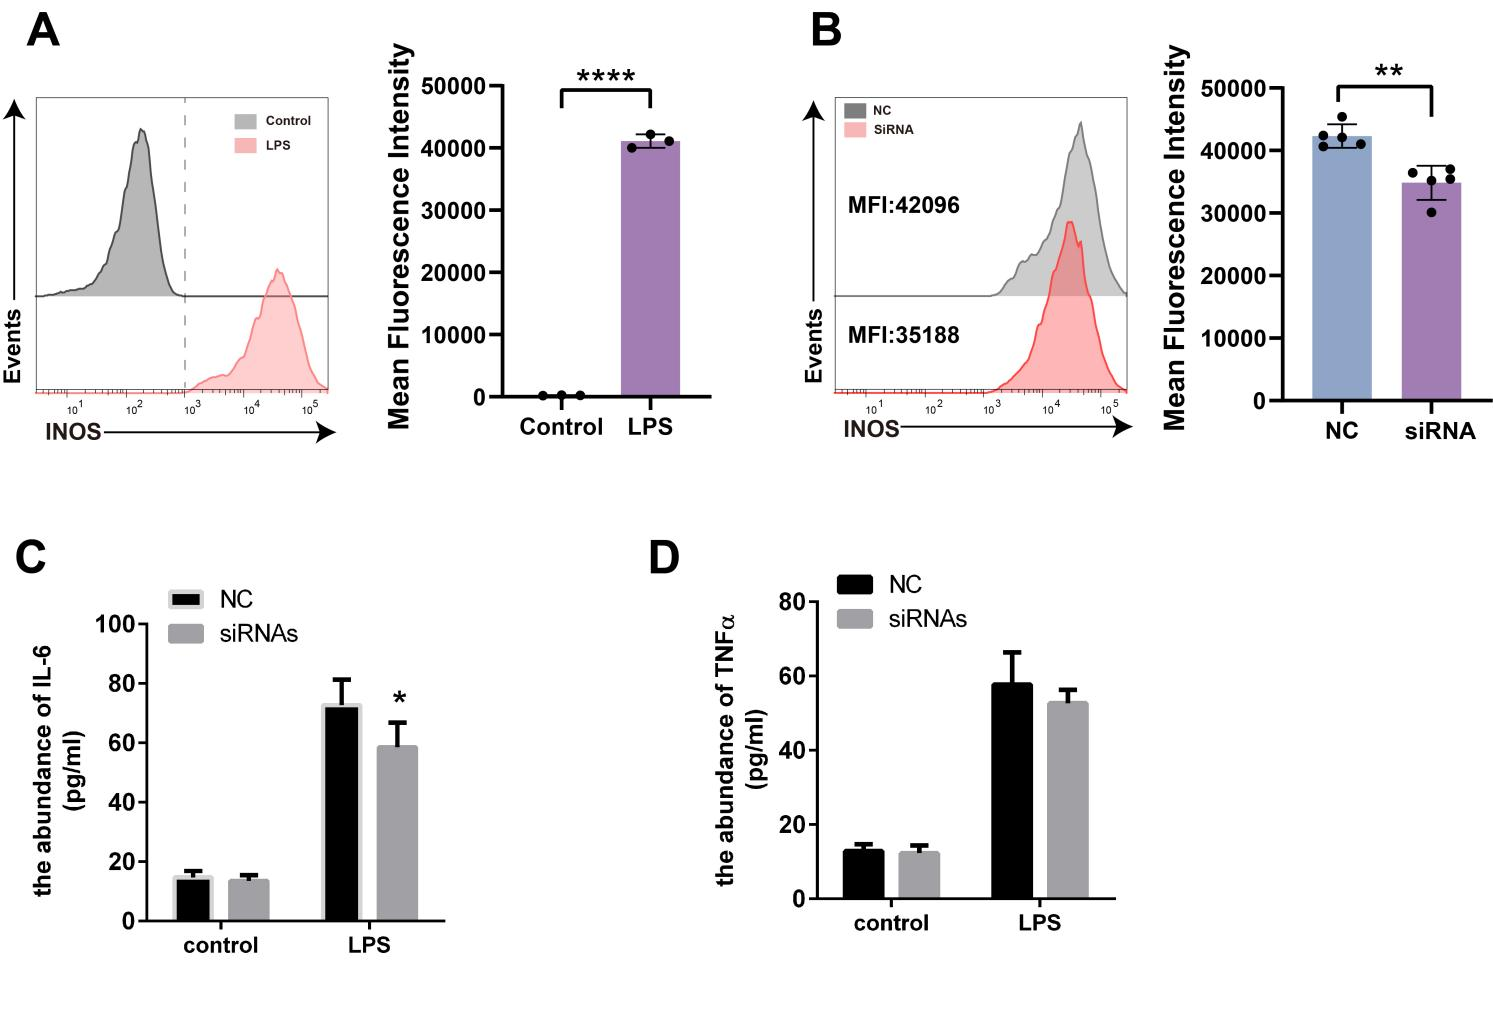 A
Control
LPS
Events
10¹ 10² 10³ 10⁴ 10⁵
INOS
Mean Fluorescence Intensity
50000
40000
30000
20000
10000
0
****
Control LPS
B
NC
SiRNA
MFI:42096
MFI:35188
Events
10¹ 10² 10³ 10⁴ 10⁵
INOS
Mean Fluorescence Intensity
50000
40000
30000
20000
10000
0
**
NC siRNA
C
NC
siRNAs
the abundance of IL-6
(pg/ml)
100
80
60
40
20
0
*
control LPS
D
NC
siRNAs
the abundance of TNFα
(pg/ml)
80
60
40
20
0
control LPS